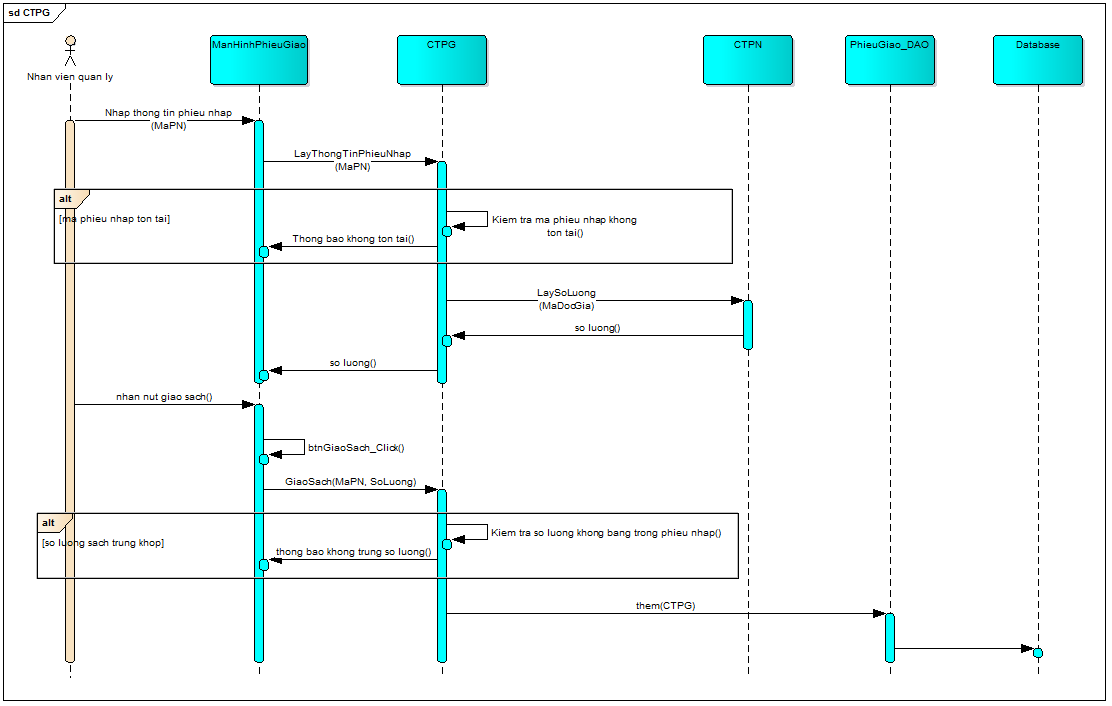 sd CTPG
Nhan vien quan ly
ManHinhPhieuGiao
CTPG
CTPN
PhieuGiao_DAO
Database
Nhap thong tin phieu nhap
(MaPN)
LayThongTinPhieuNhap
(MaPN)
alt
[ma phieu nhap ton tai]
Kiem tra ma phieu nhap khong
ton tai()
Thong bao khong ton tai()
LaySoLuong
(MaDocGia)
so luong()
so luong()
nhan nut giao sach()
btnGiaoSach_Click()
GiaoSach(MaPN, SoLuong)
alt
[so luong sach trung khop]
Kiem tra so luong khong bang trong phieu nhap()
thong bao khong trung so luong()
them(CTPG)